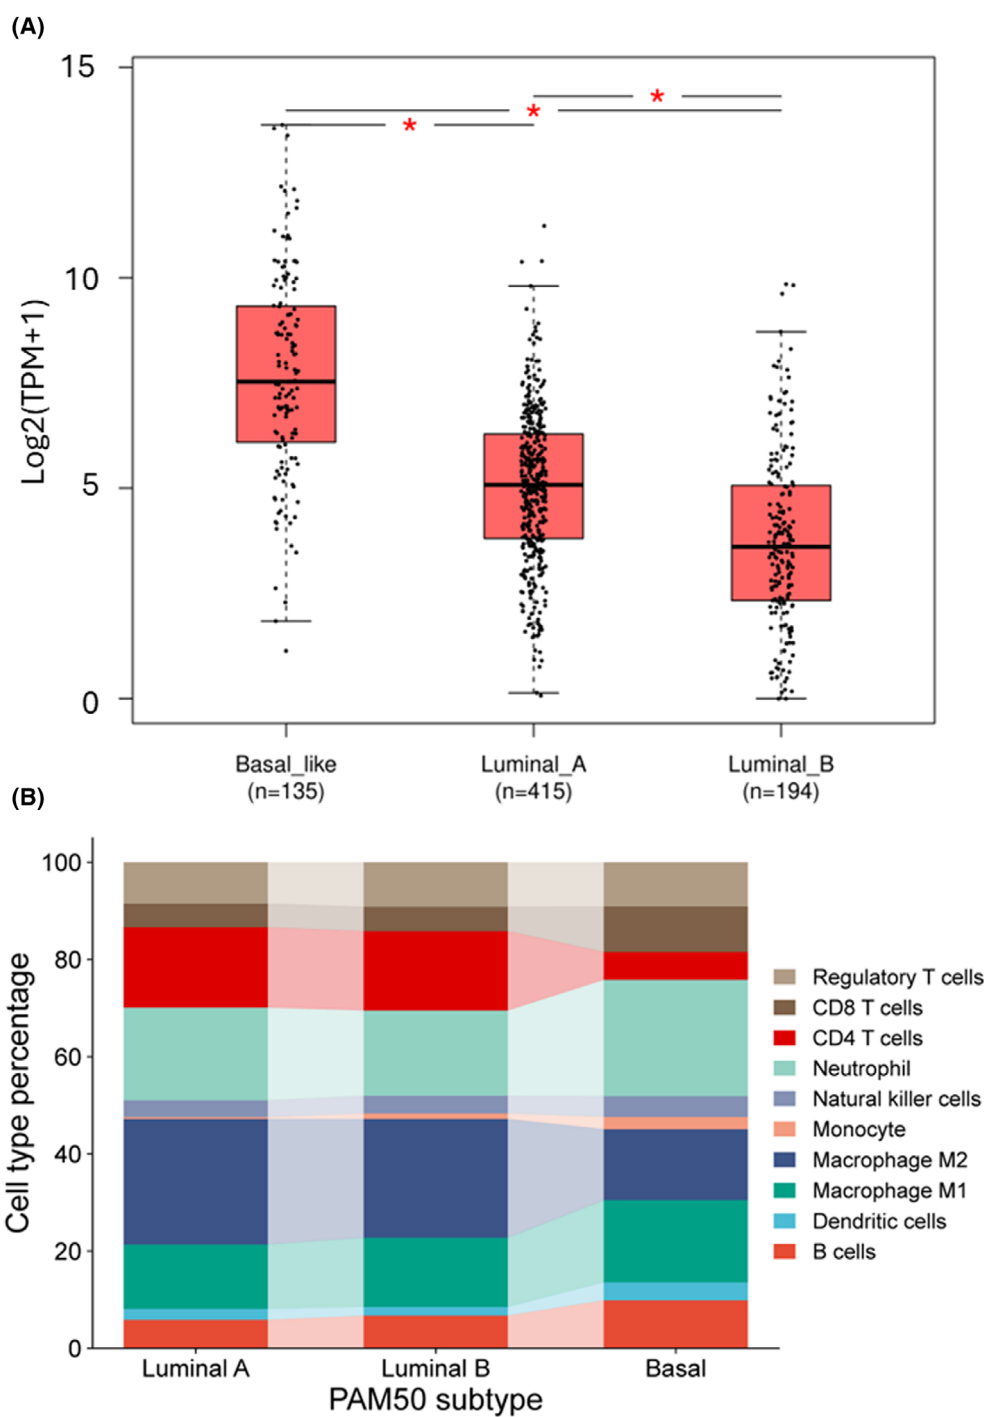 (A)
15
10
5
0
Log2(TPM+1)
*
*
*
Basal_like
(n=135)
Luminal_A
(n=415)
Luminal_B
(n=194)
(B)
100
80
60
40
20
0
Cell type percentage
Luminal A
Luminal B
Basal
PAM50 subtype
Regulatory T cells
CD8 T cells
CD4 T cells
Neutrophil
Natural killer cells
Monocyte
Macrophage M2
Macrophage M1
Dendritic cells
B cells